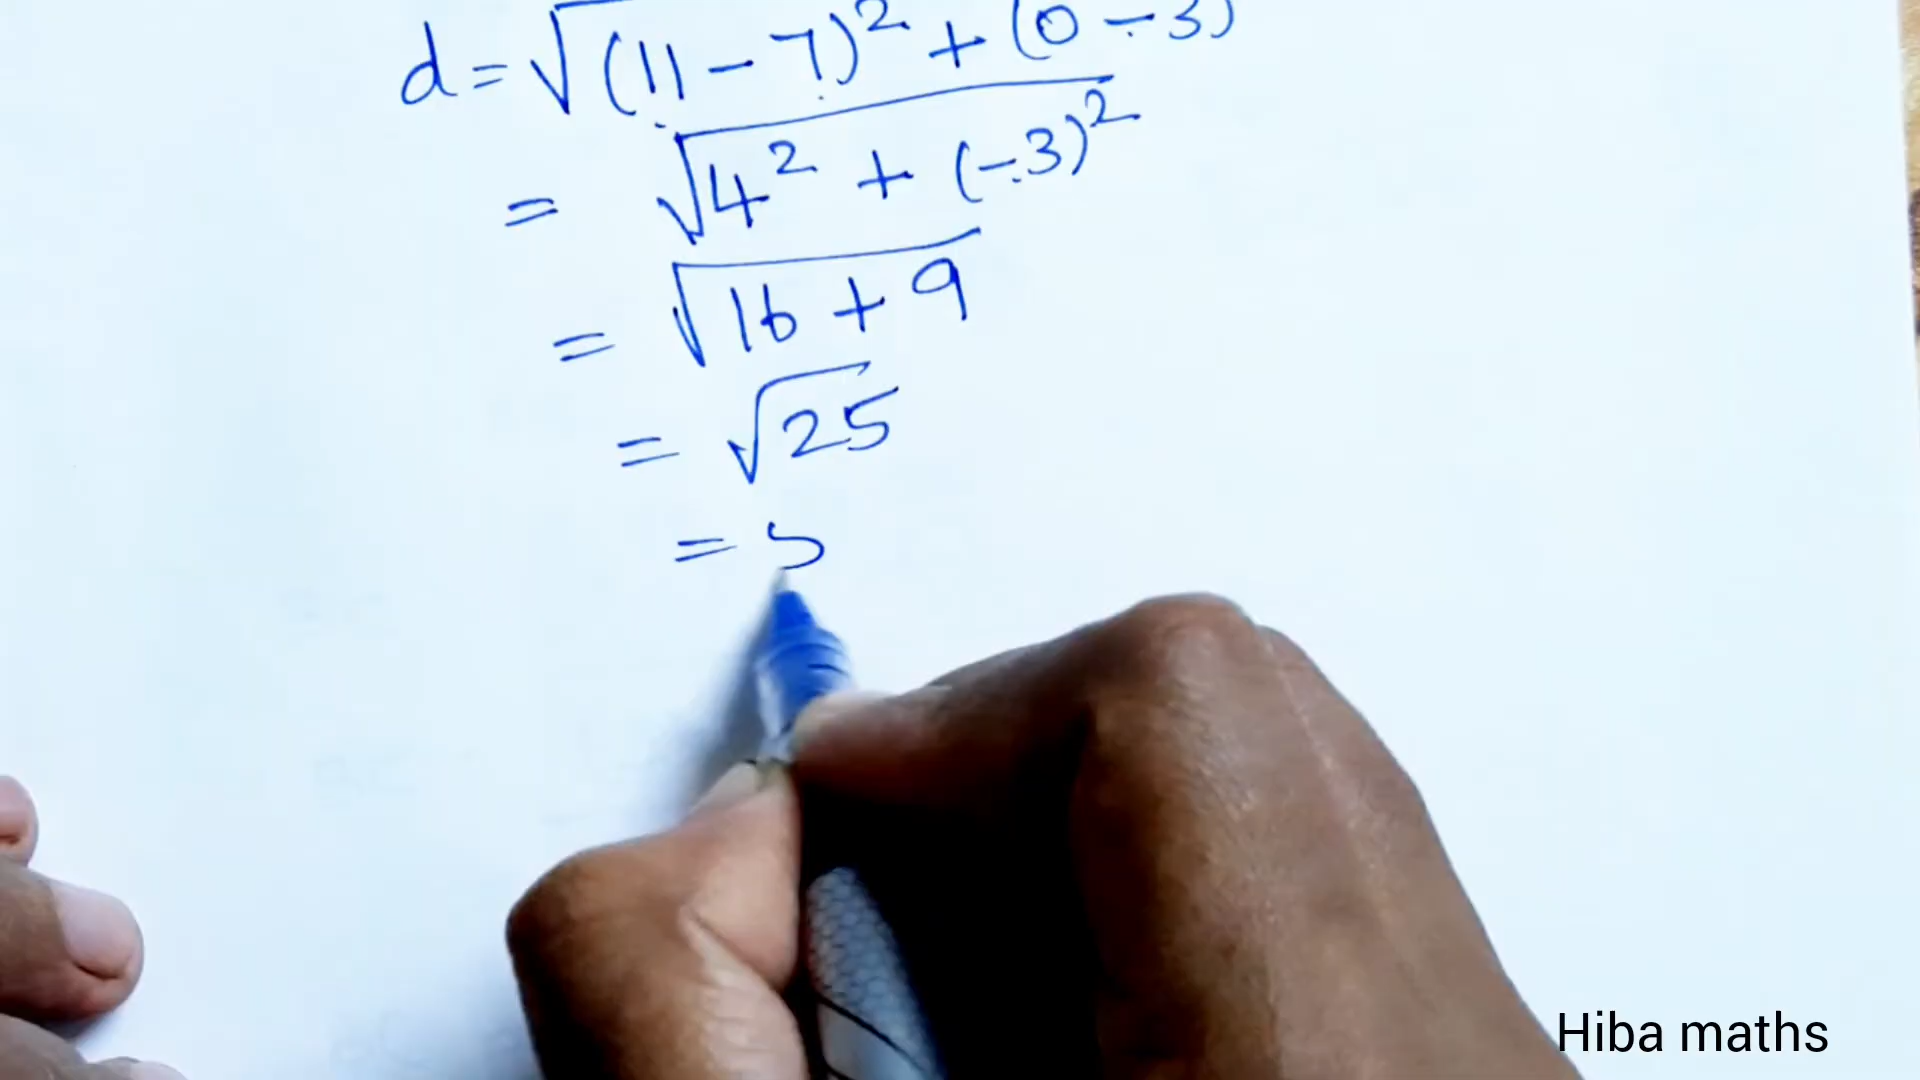 d = √(11 - 7)² + (0 - 3)
= √4² + (-3)²
= √16 + 9
= √25
= 5
Hiba maths